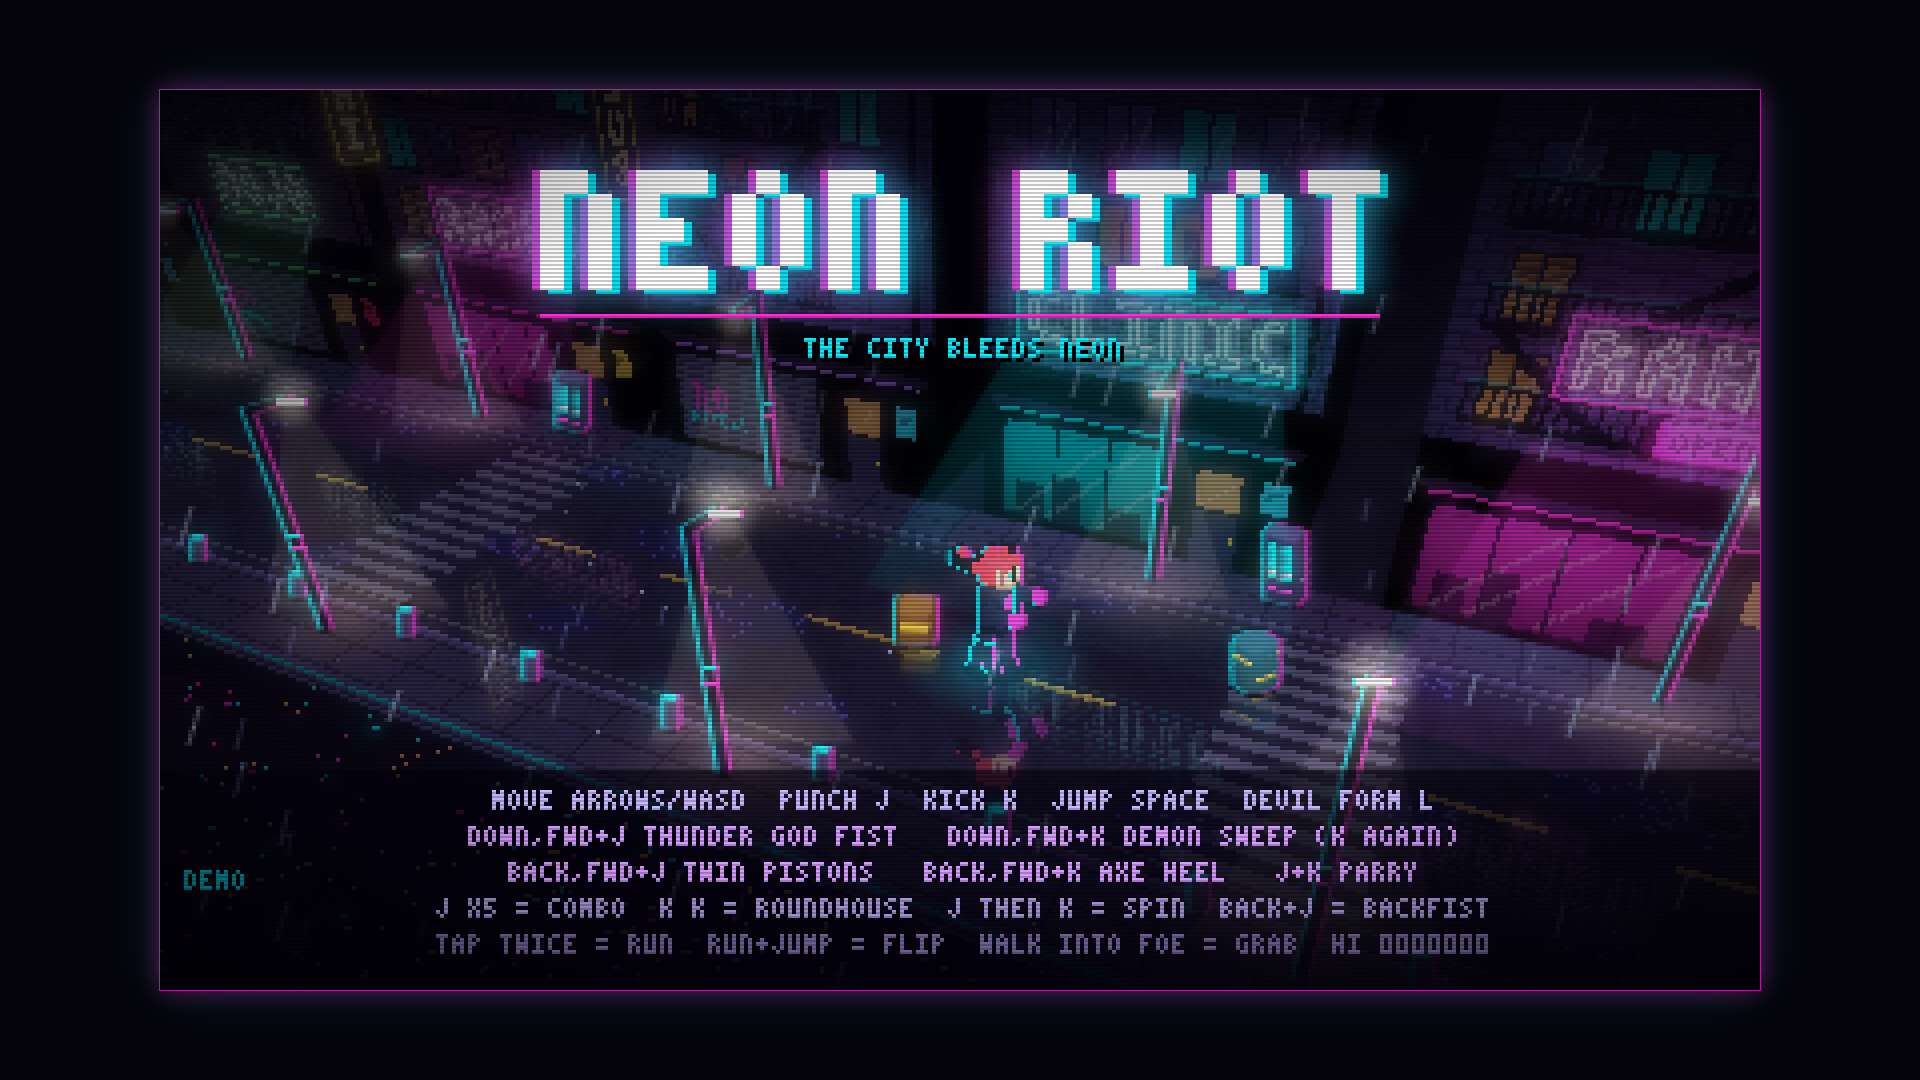 NEON RIOT
THE CITY BLEEDS NEON
CLINIC
MOVE ARROWS/WASD PUNCH J KICK K JUMP SPACE DEVIL FORM L
DOWN,FWD+J THUNDER GOD FIST DOWN,FWD+K DEMON SWEEP (K AGAIN)
BACK,FWD+J TWIN PISTONS BACK,FWD+K AXE HEEL J+K PARRY
DEMO
J X5 = COMBO K K = ROUNDHOUSE J THEN K = SPIN BACK+J = BACKFIST
TAP TWICE = RUN RUN+JUMP = FLIP WALK INTO FOE = GRAB HI 0000000